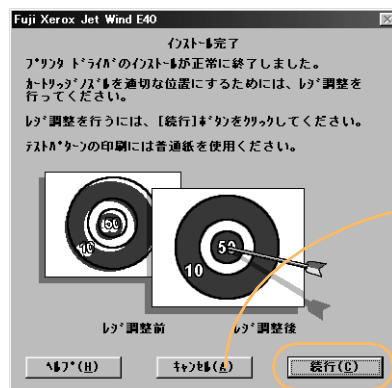 Fuji Xerox Jet Wind E40
ｲﾝｽﾄｰﾙ完了
ﾌﾟﾘﾝﾀ ﾄﾞﾗｲﾊﾞのｲﾝｽﾄｰﾙが正常に終了しました。
ｶｰﾄﾘｯｼﾞﾉｽﾞﾙを適切な位置にするためには、ﾚｼﾞ調整を
行ってください。
ﾚｼﾞ調整を行うには、[続行]ﾎﾞﾀﾝをｸﾘｯｸしてください。
ﾃｽﾄﾊﾟﾀｰﾝの印刷には普通紙を使用ください。
50
10
50
10
ﾚｼﾞ調整前
ﾚｼﾞ調整後
ﾍﾙﾌﾟ(H)
ｷｬﾝｾﾙ(A)
続行(C)